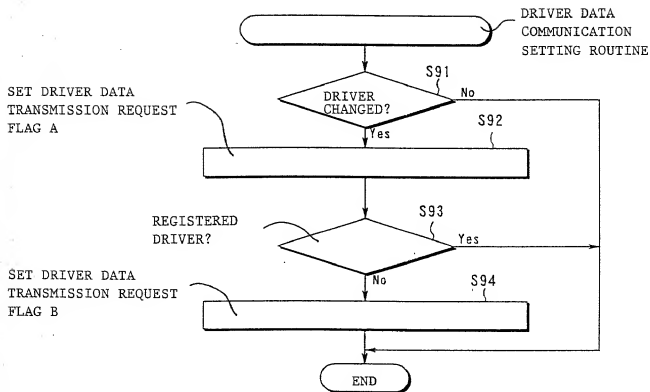 DRIVER DATA
COMMUNICATION
SETTING ROUTINE
S91
No
DRIVER
CHANGED?
Yes
SET DRIVER DATA
TRANSMISSION REQUEST
FLAG A
S92
REGISTERED
DRIVER?
S93
Yes
No
SET DRIVER DATA
TRANSMISSION REQUEST
FLAG B
S94
END